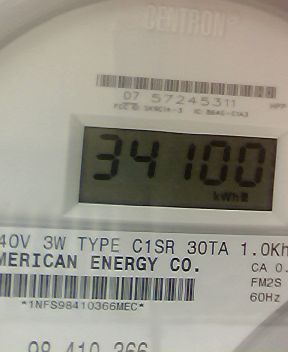 CENTRON®
07 57245311
34100
kWh
40V 3W TYPE C1SR 30TA 1.0Kh
MERICAN ENERGY CO.
CA 0.
FM2S
60Hz
*1NFS98410366MEC*
98 410 366